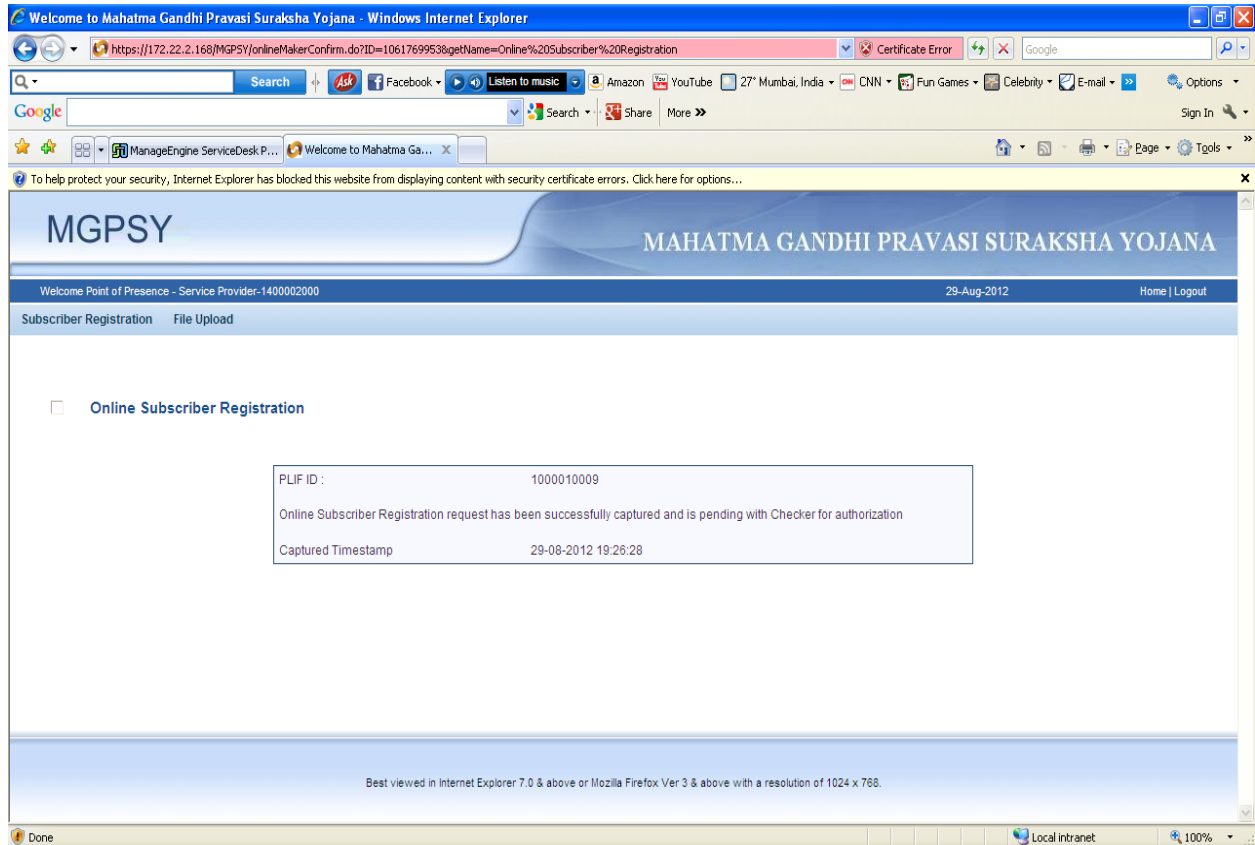 Welcome to Mahatma Gandhi Pravasi Suraksha Yojana - Windows Internet Explorer
https://172.22.2.168/MGPSY/onlineMakerConfirm.do?ID=1061769953&getName=Online%20Subscriber%20Registration Certificate Error Google
Search Ask Facebook Listen to music Amazon YouTube 27° Mumbai, India CNN Fun Games Celebrity E-mail Options
Google Search Share More » Sign In
ManageEngine ServiceDesk P... Welcome to Mahatma Ga... X Page Tools
To help protect your security, Internet Explorer has blocked this website from displaying content with security certificate errors. Click here for options...
MGPSY MAHATMA GANDHI PRAVASI SURAKSHA YOJANA
Welcome Point of Presence - Service Provider-1400002000 29-Aug-2012 Home | Logout
Subscriber Registration File Upload
Online Subscriber Registration
PLIF ID : 1000010009
Online Subscriber Registration request has been successfully captured and is pending with Checker for authorization
Captured Timestamp 29-08-2012 19:26:28
Best viewed in Internet Explorer 7.0 & above or Mozilla Firefox Ver 3 & above with a resolution of 1024 x 768.
Done Local intranet 100%